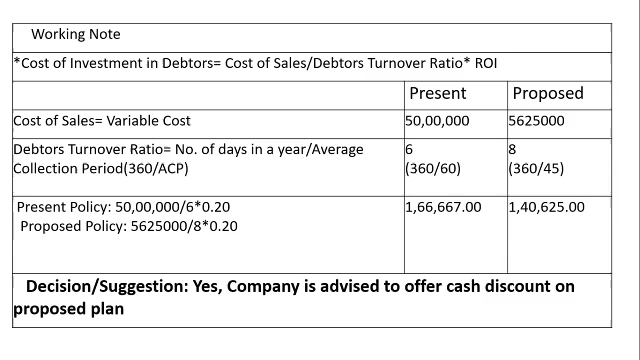 Working Note
*Cost of Investment in Debtors= Cost of Sales/Debtors Turnover Ratio* ROI
Present Proposed
Cost of Sales= Variable Cost 50,00,000 5625000
Debtors Turnover Ratio= No. of days in a year/Average 6 8
Collection Period(360/ACP) (360/60) (360/45)
Present Policy: 50,00,000/6*0.20 1,66,667.00 1,40,625.00
Proposed Policy: 5625000/8*0.20
Decision/Suggestion: Yes, Company is advised to offer cash discount on
proposed plan